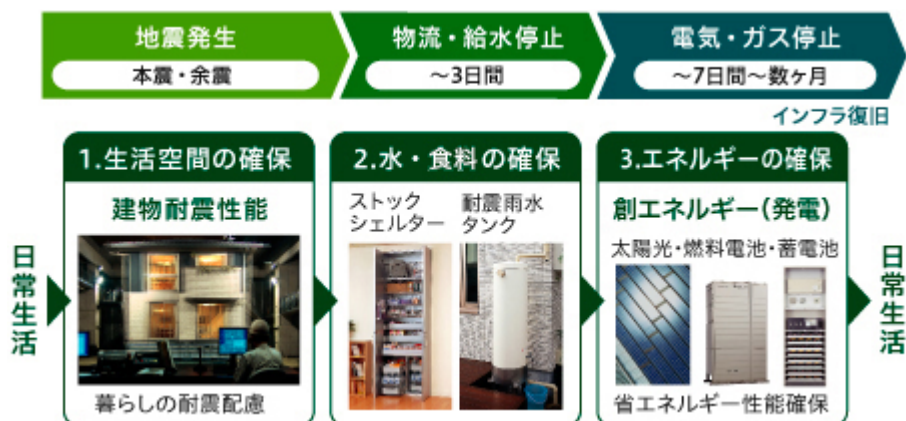 地震発生
本震・余震
物流・給水停止
～3日間
電気・ガス停止
～7日間～数ヶ月
インフラ復旧
日常生活
1.生活空間の確保
建物耐震性能
暮らしの耐震配慮
2.水・食料の確保
ストック
シェルター
耐震雨水
タンク
3.エネルギーの確保
創エネルギー(発電)
太陽光・燃料電池・蓄電池
省エネルギー性能確保
日常生活